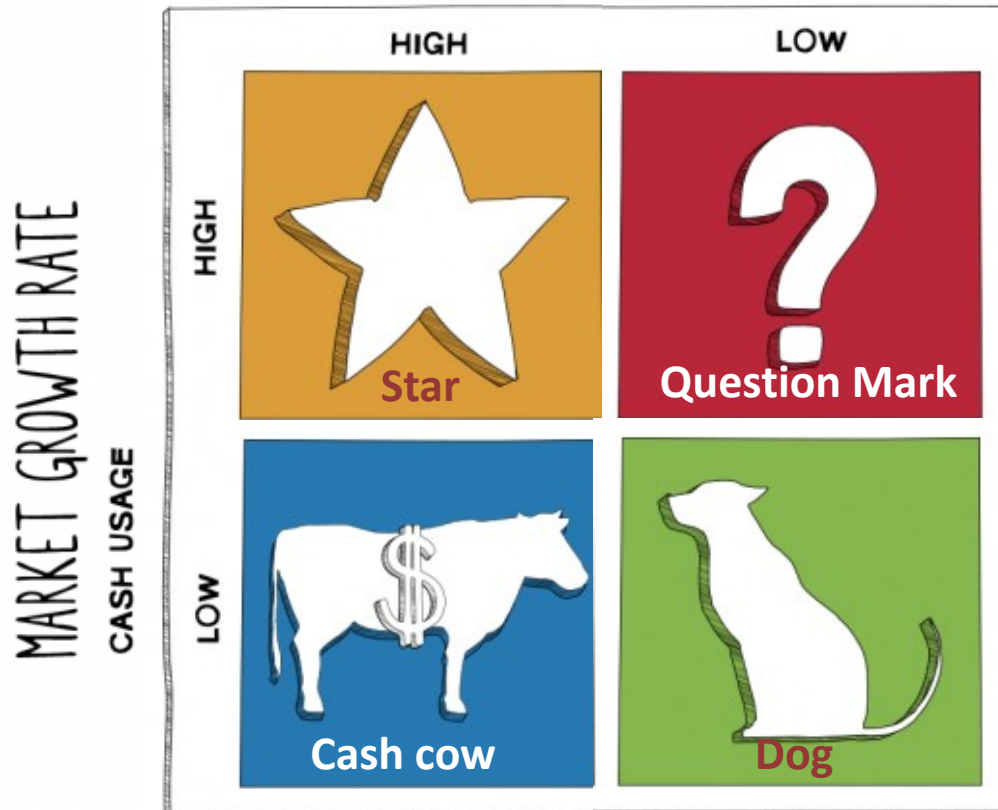 HIGH LOW
MARKET GROWTH RATE
CASH USAGE
HIGH
Star
Question Mark
LOW
$
Cash cow
Dog